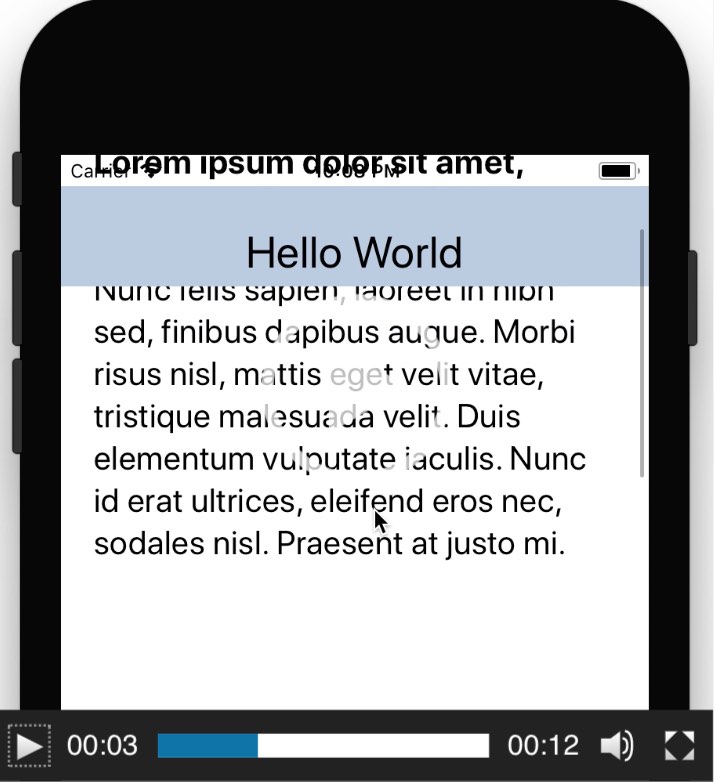 Lorem ipsum dolor sit amet,
Carrier 10:08 PM
Hello World
Nunc felis sapien, laoreet in nibh
sed, finibus dapibus augue. Morbi
risus nisl, mattis eget velit vitae,
tristique malesuada velit. Duis
elementum vulputate iaculis. Nunc
id erat ultrices, eleifend eros nec,
sodales nisl. Praesent at justo mi.
00:03 00:12